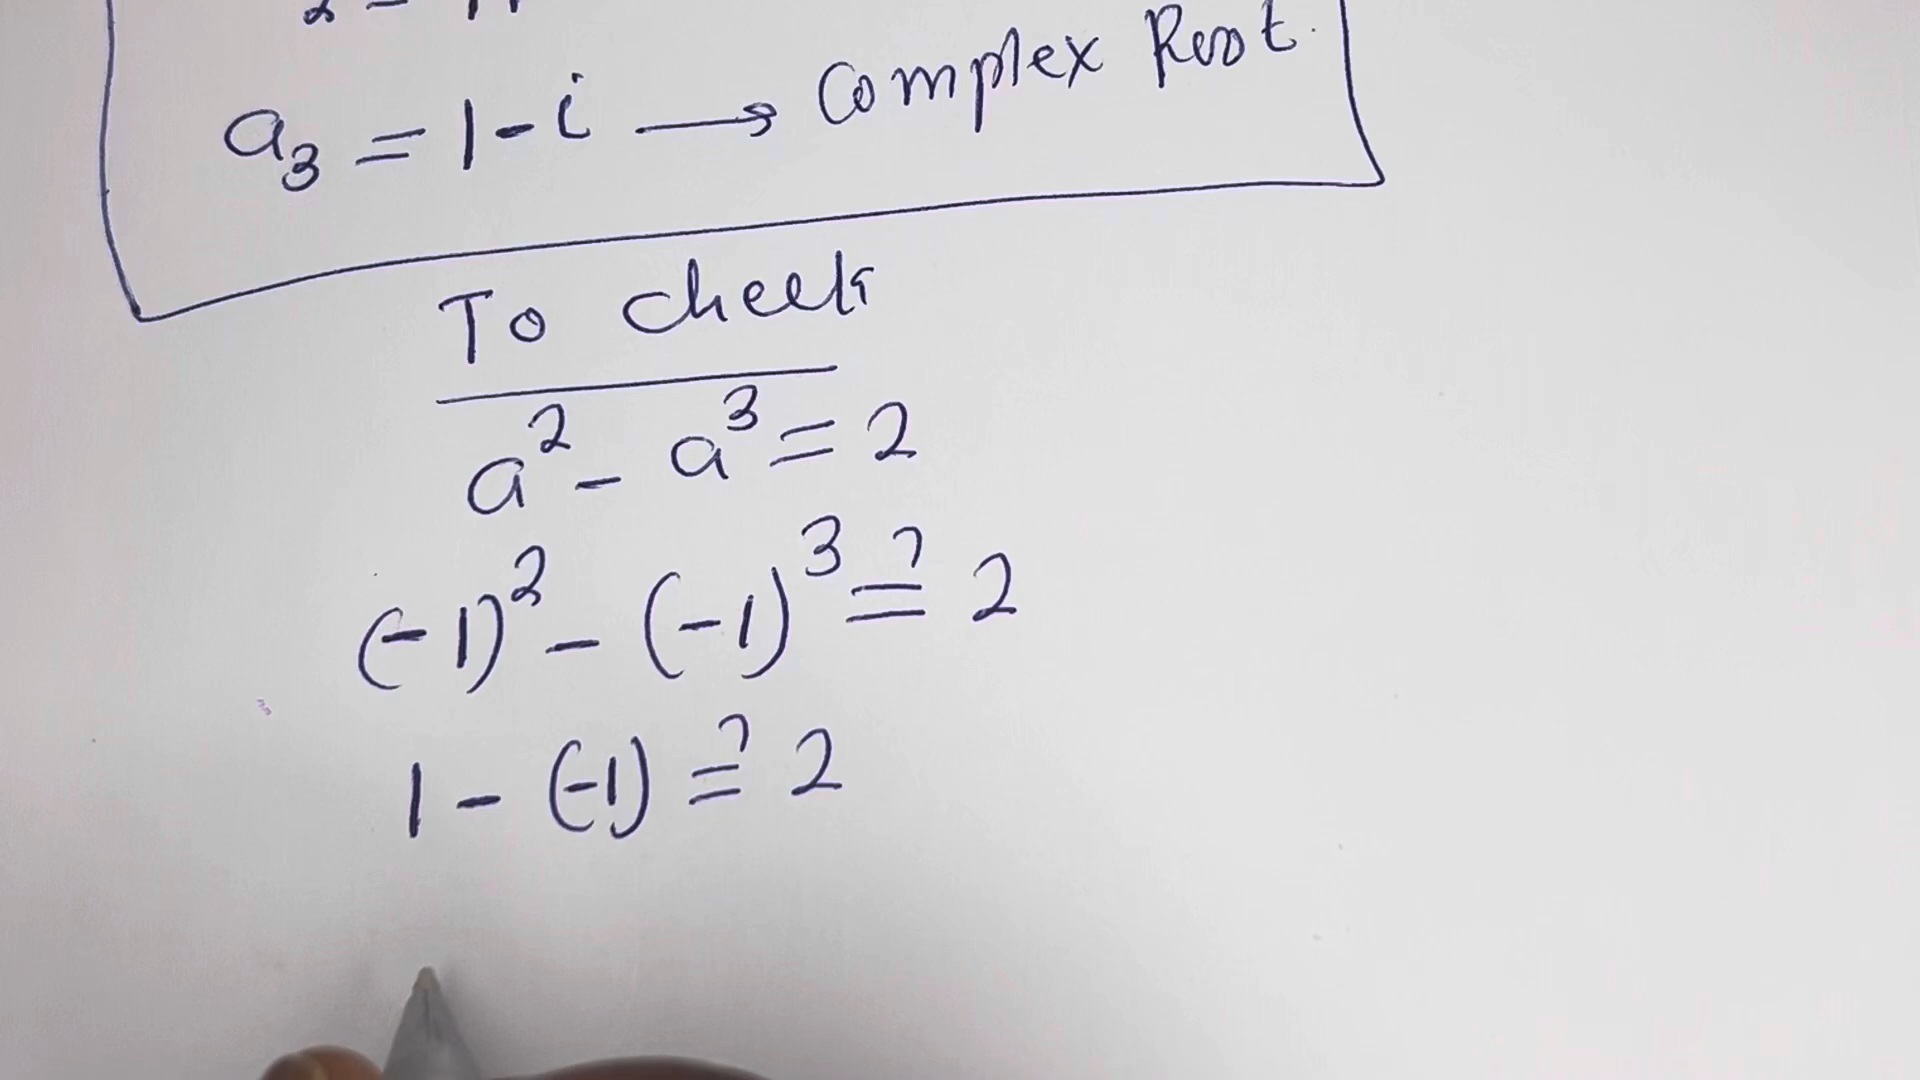 a₃ = 1 - i → Complex Root.
To check
a² - a³ = 2
(-1)² - (-1)³ ≟ 2
1 - (-1) ≟ 2